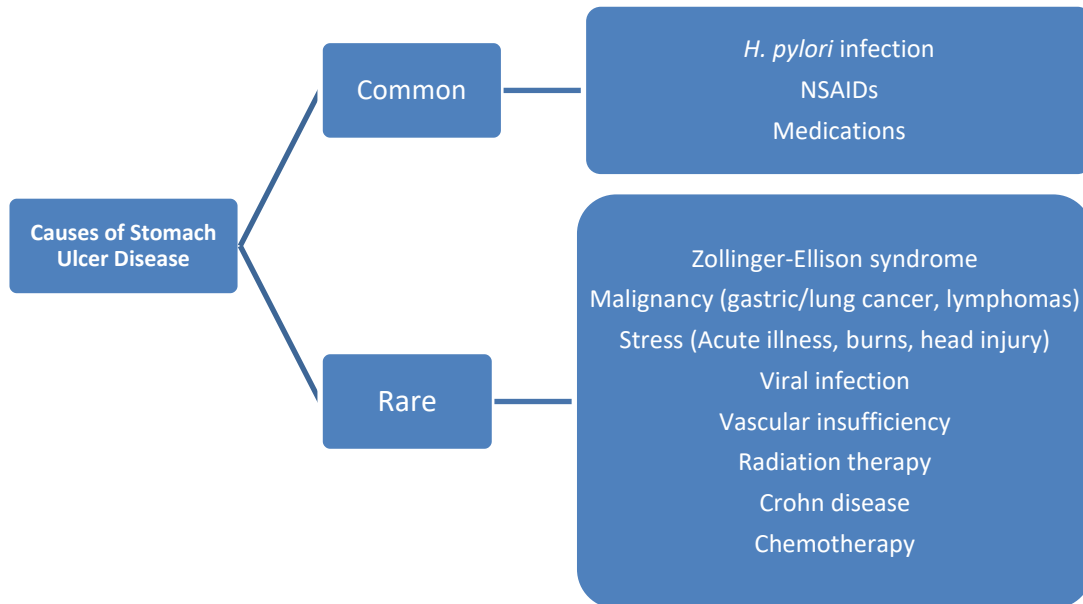 Causes of Stomach
Ulcer Disease
Common
H. pylori infection
NSAIDs
Medications
Rare
Zollinger-Ellison syndrome
Malignancy (gastric/lung cancer, lymphomas)
Stress (Acute illness, burns, head injury)
Viral infection
Vascular insufficiency
Radiation therapy
Crohn disease
Chemotherapy